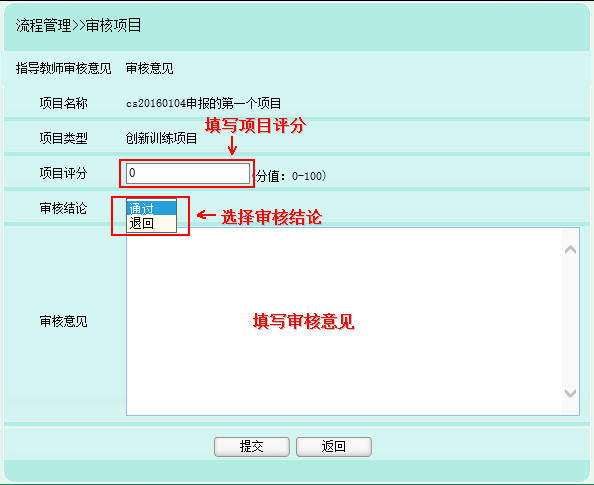 流程管理>>审核项目
指导教师审核意见 审核意见
项目名称 cs20160104申报的第一个项目
填写项目评分
项目类型 创新训练项目
项目评分 0 (分值：0-100)
审核结论 通过
退回
选择审核结论
审核意见 填写审核意见
提交 返回